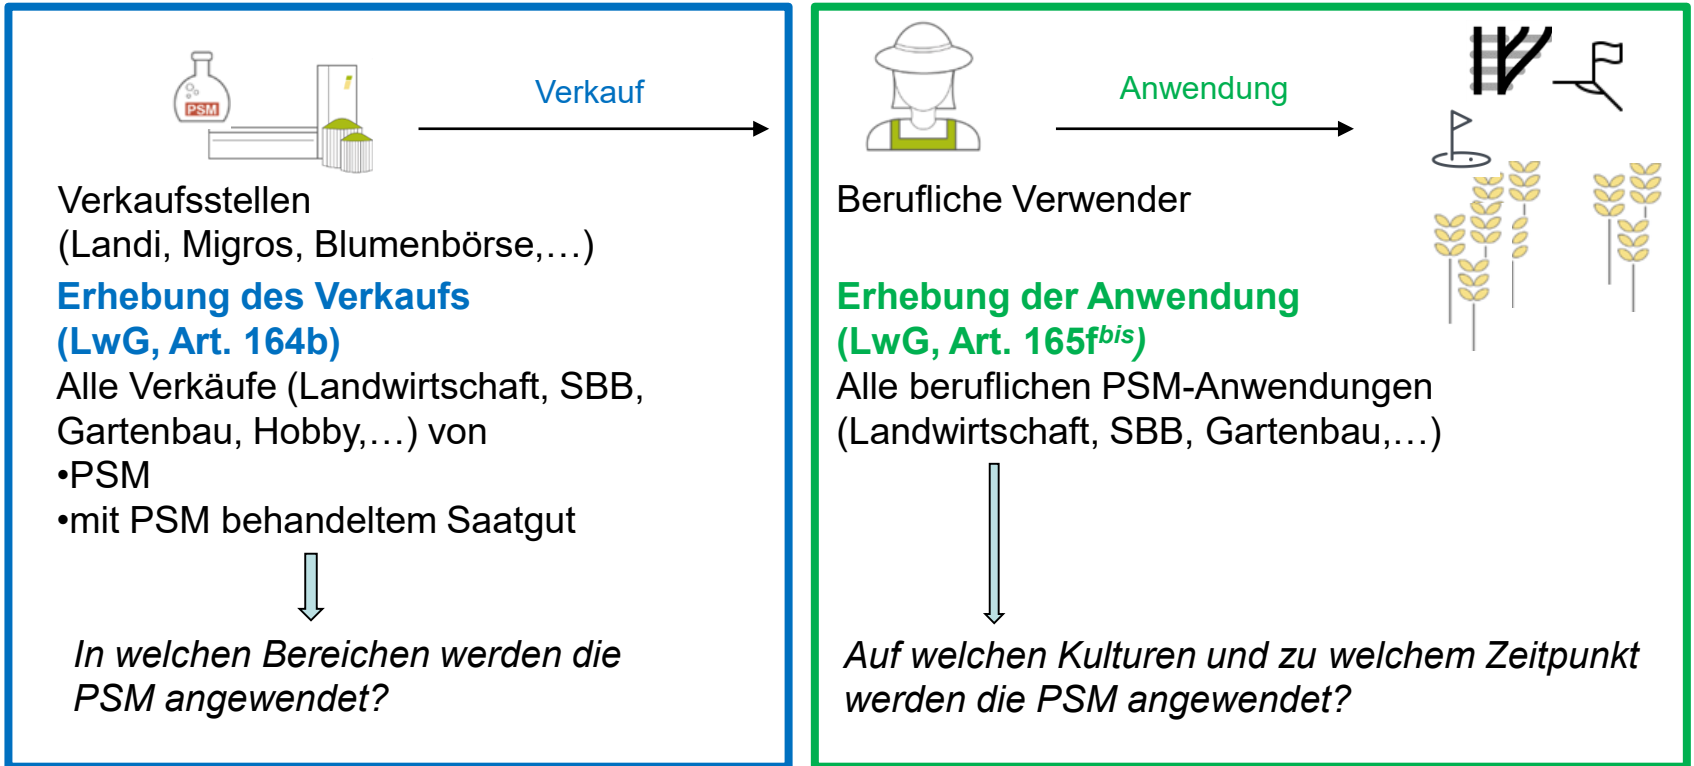 PSM
Verkauf
Verkaufsstellen
(Landi, Migros, Blumenbörse,…)
Erhebung des Verkaufs
(LwG, Art. 164b)
Alle Verkäufe (Landwirtschaft, SBB,
Gartenbau, Hobby,…) von
•PSM
•mit PSM behandeltem Saatgut
In welchen Bereichen werden die
PSM angewendet?
Anwendung
Berufliche Verwender
Erhebung der Anwendung
(LwG, Art. 165fbis)
Alle beruflichen PSM-Anwendungen
(Landwirtschaft, SBB, Gartenbau,…)
Auf welchen Kulturen und zu welchem Zeitpunkt
werden die PSM angewendet?